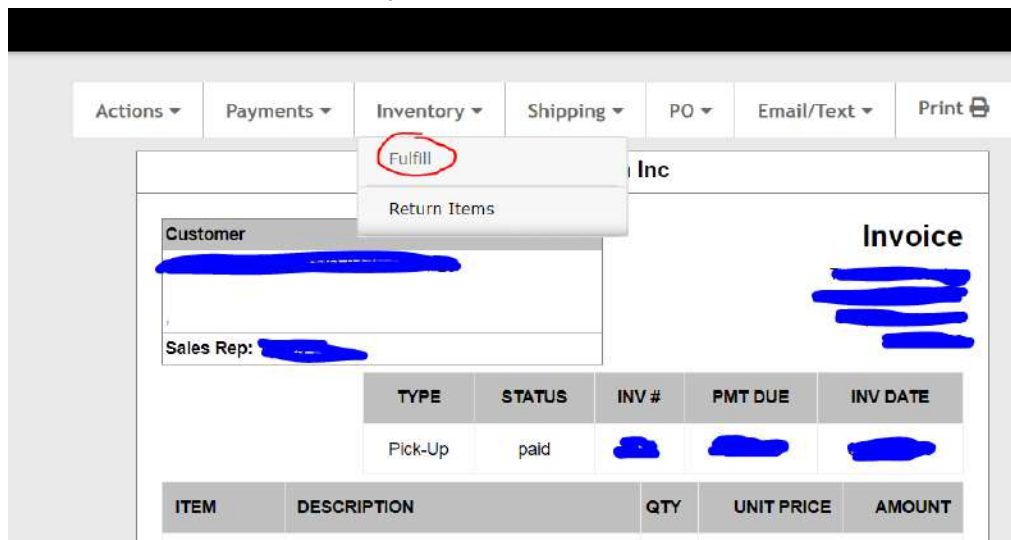 Actions Payments Inventory Shipping PO Email/Text Print
Fulfill
Inc
Return Items
Customer
Invoice
,
Sales Rep:
TYPE STATUS INV # PMT DUE INV DATE
Pick-Up paid
ITEM DESCRIPTION QTY UNIT PRICE AMOUNT